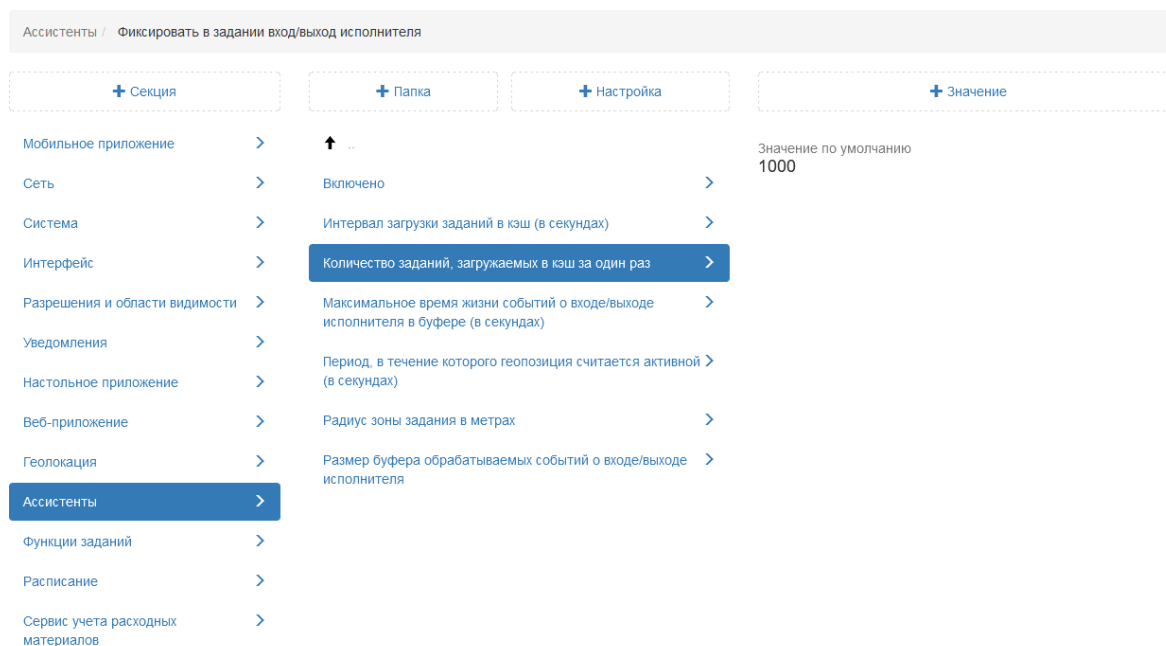 Ассистенты / Фиксировать в задании вход/выход исполнителя
Секция
Папка
Настройка
Значение
Мобильное приложение
Сеть
Система
Интерфейс
Разрешения и области видимости
Уведомления
Настольное приложение
Веб-приложение
Геолокация
Ассистенты
Функции заданий
Расписание
Сервис учета расходных
материалов
..
Включено
Интервал загрузки заданий в кэш (в секундах)
Количество заданий, загружаемых в кэш за один раз
Максимальное время жизни событий о входе/выходе
исполнителя в буфере (в секундах)
Период, в течение которого геопозиция считается активной
(в секундах)
Радиус зоны задания в метрах
Размер буфера обрабатываемых событий о входе/выходе
исполнителя
Значение по умолчанию
1000